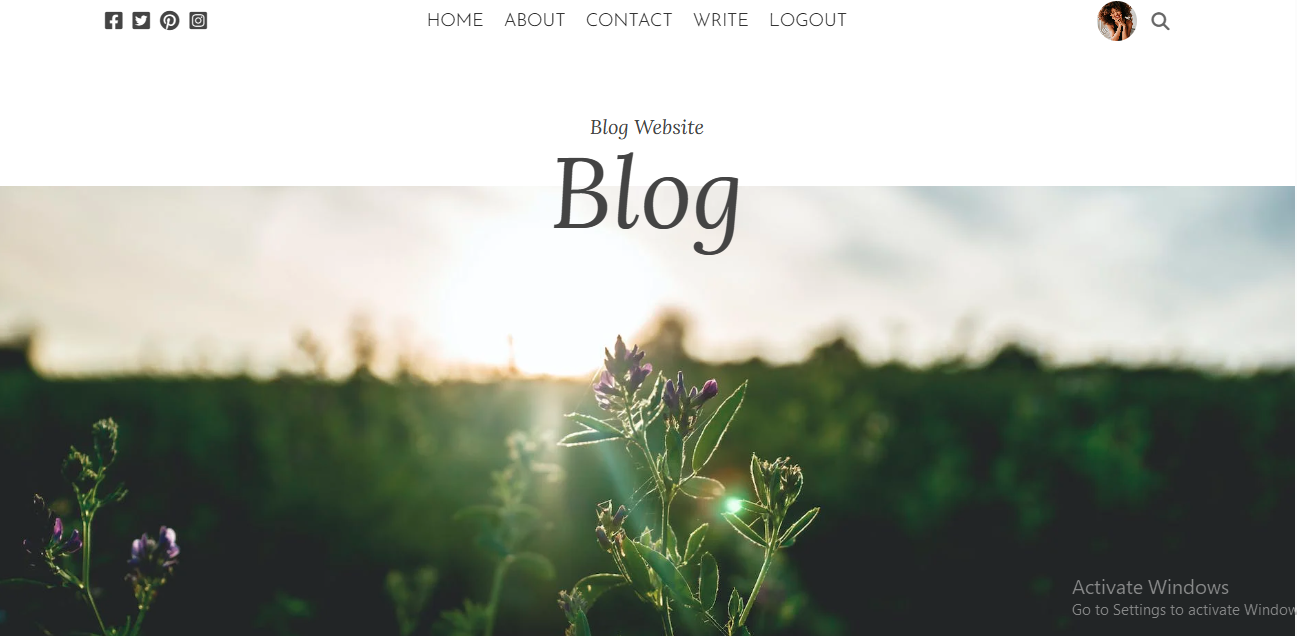 HOME ABOUT CONTACT WRITE LOGOUT
Blog Website
Blog
Activate Windows
Go to Settings to activate Window